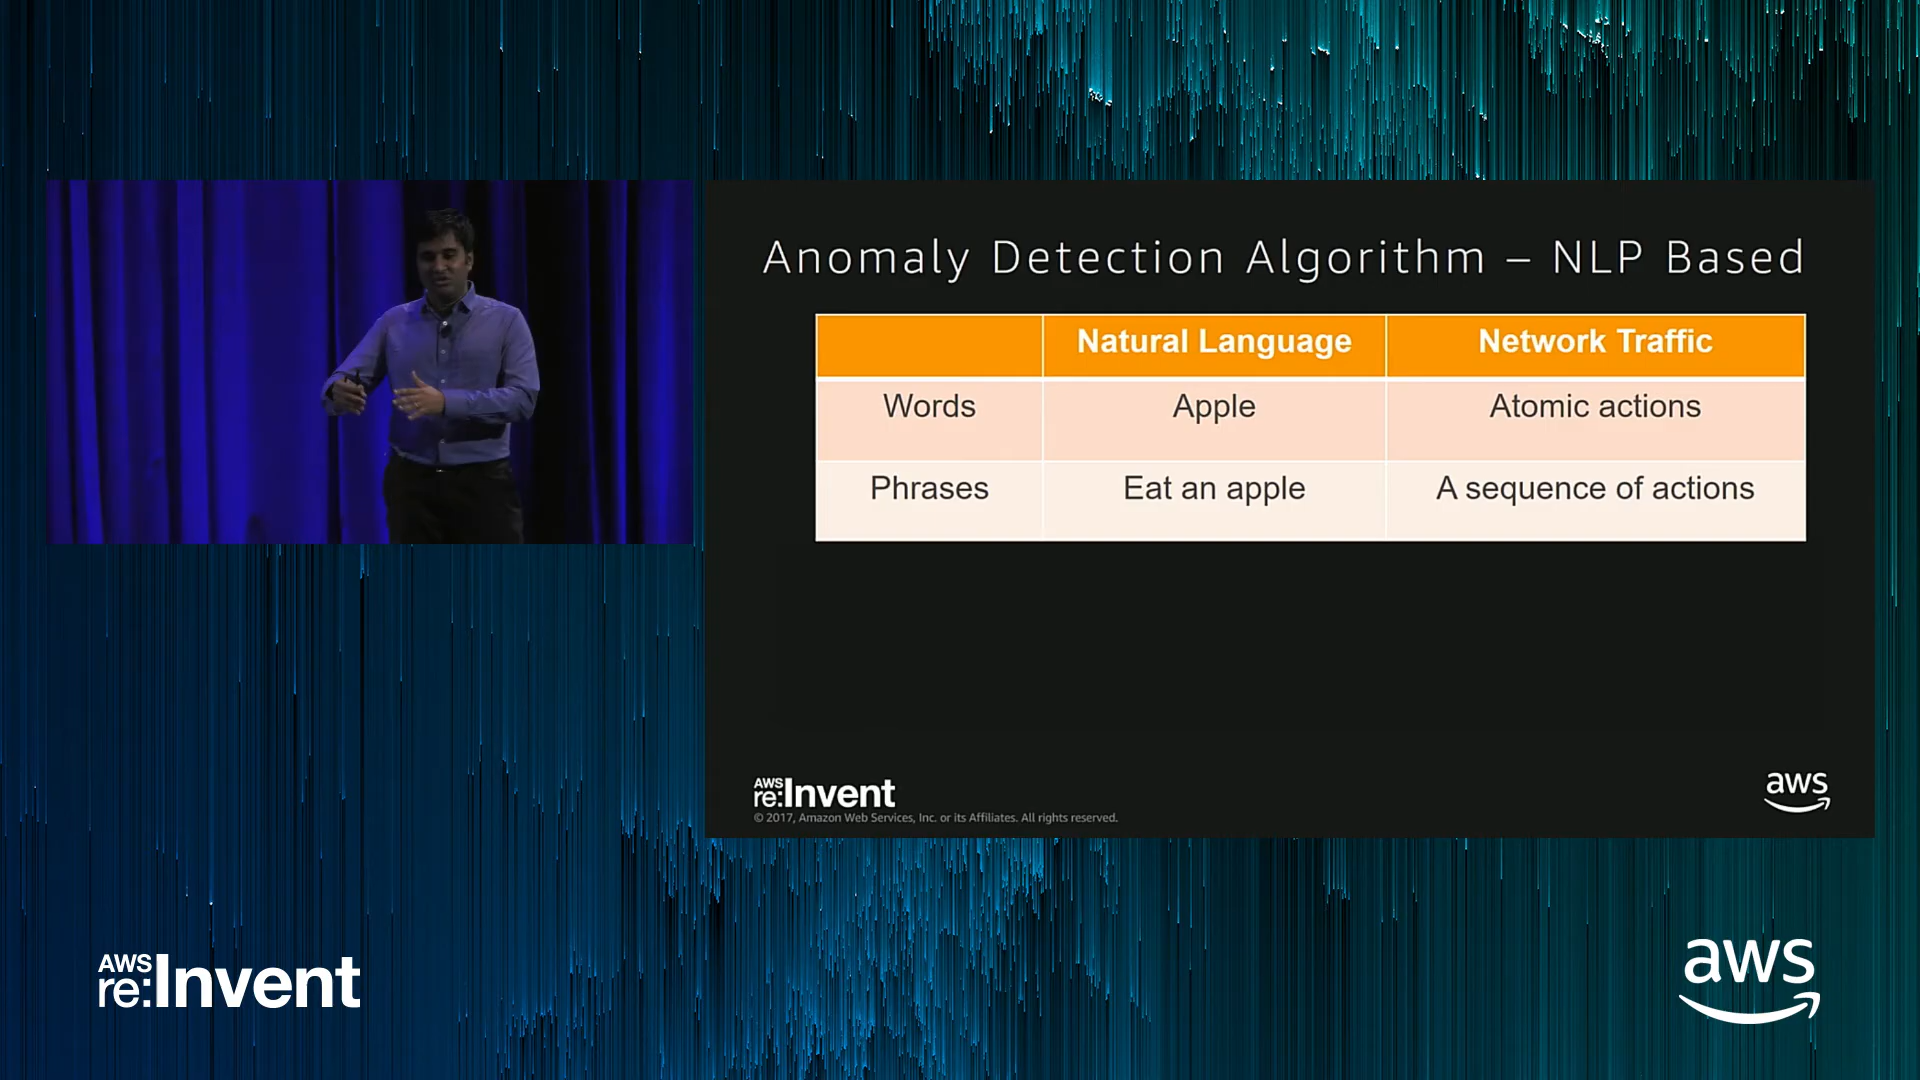 Anomaly Detection Algorithm – NLP Based
Natural Language Network Traffic
Words Apple Atomic actions
Phrases Eat an apple A sequence of actions
AWS
re:Invent
© 2017, Amazon Web Services, Inc. or its Affiliates. All rights reserved.
aws
AWS
re:Invent
aws